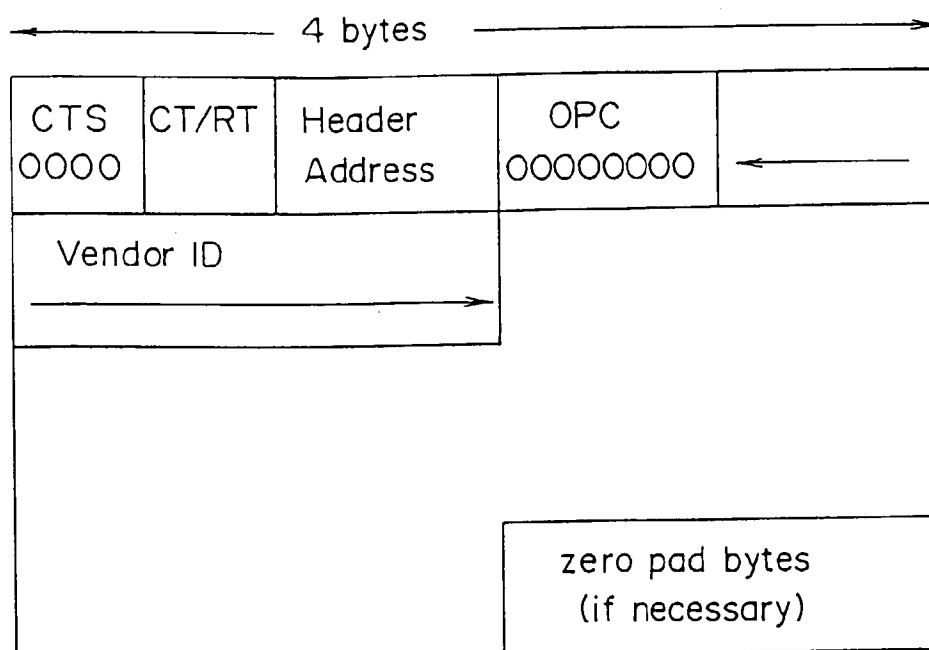 4 bytes
CTS CT/RT Header OPC
0000 Address 00000000
Vendor ID
zero pad bytes
(if necessary)